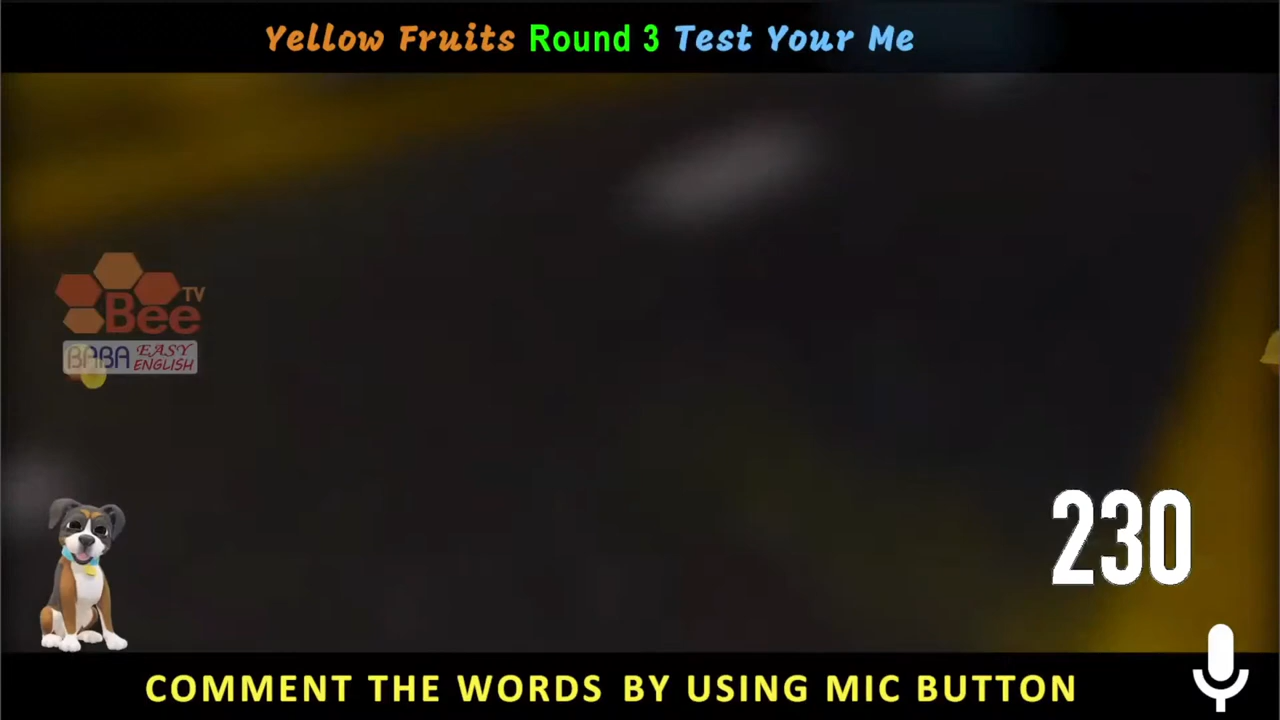 Yellow Fruits Round 3 Test Your Me
TV
Bee
BABA EASY
ENGLISH
230
COMMENT THE WORDS BY USING MIC BUTTON